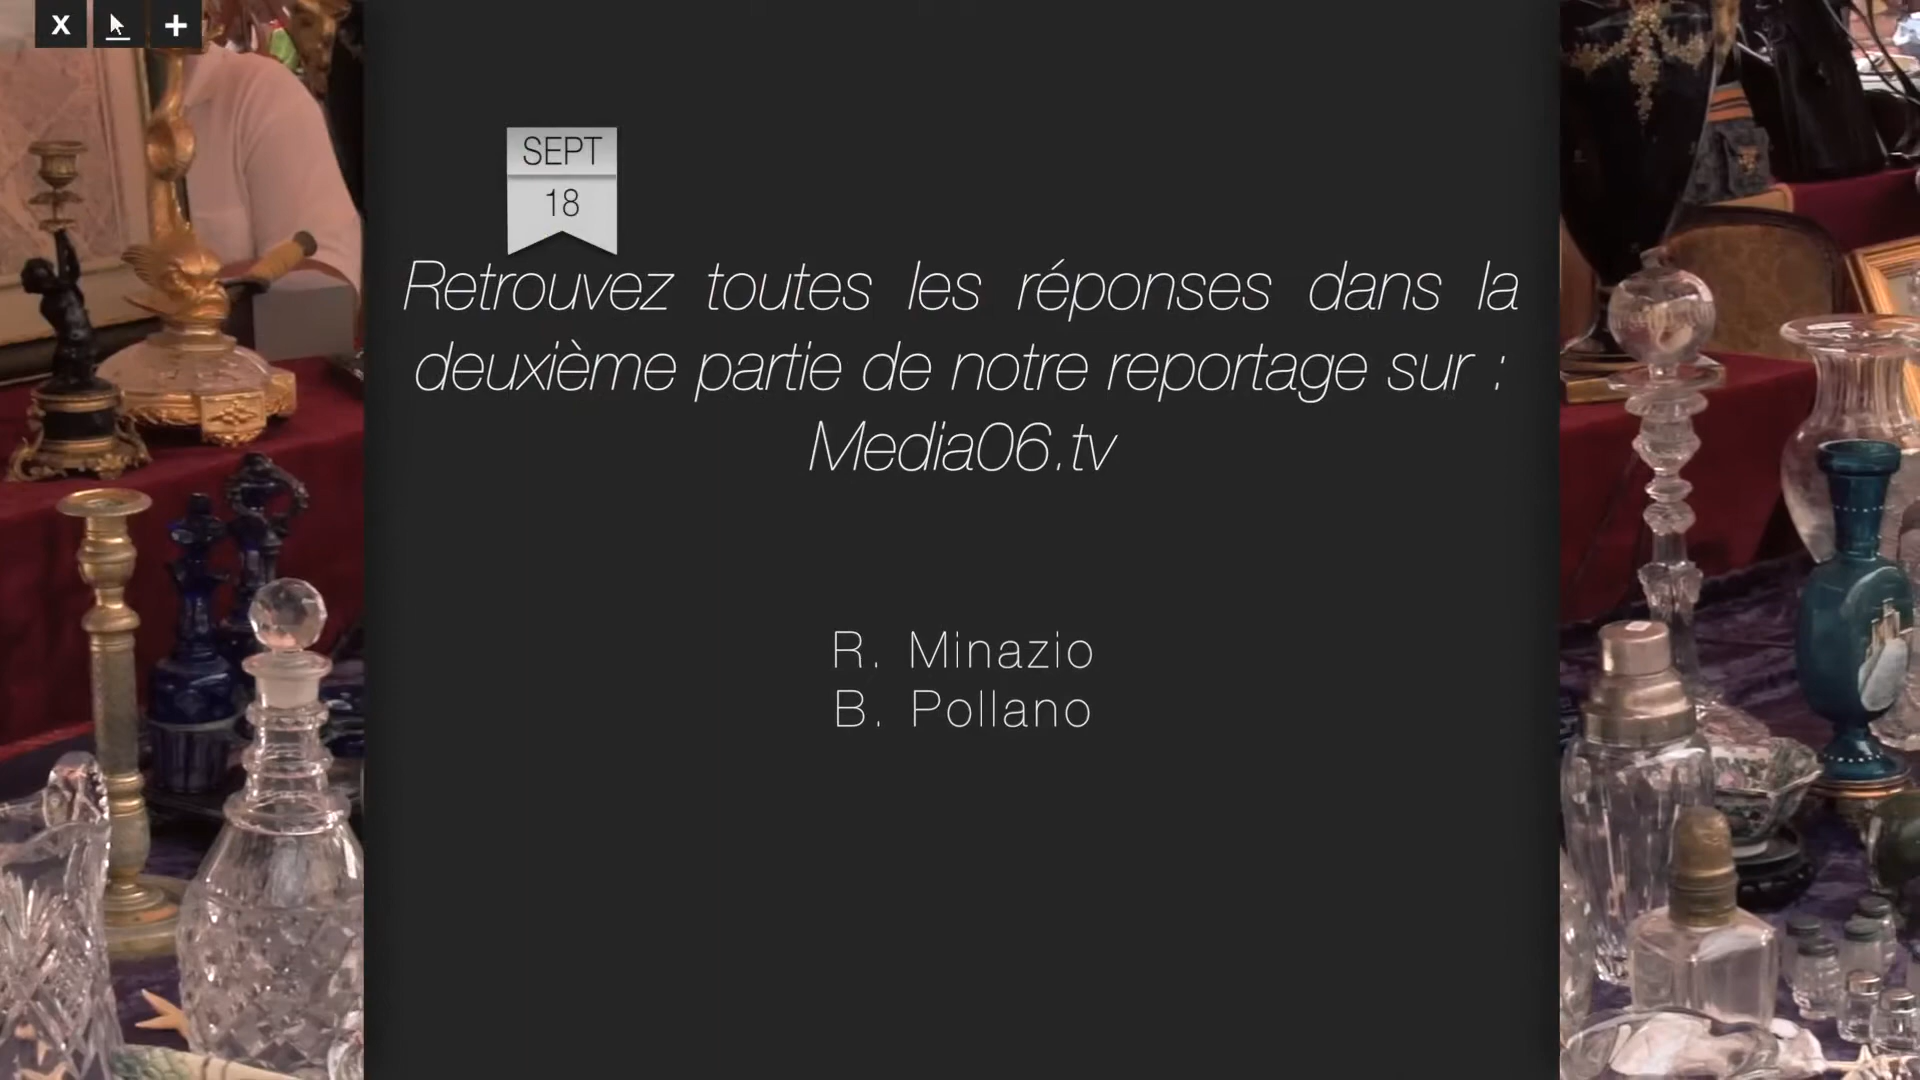 X
+
SEPT
18
Retrouvez toutes les réponses dans la
deuxième partie de notre reportage sur :
Media06.tv
R. Minazio
B. Pollano